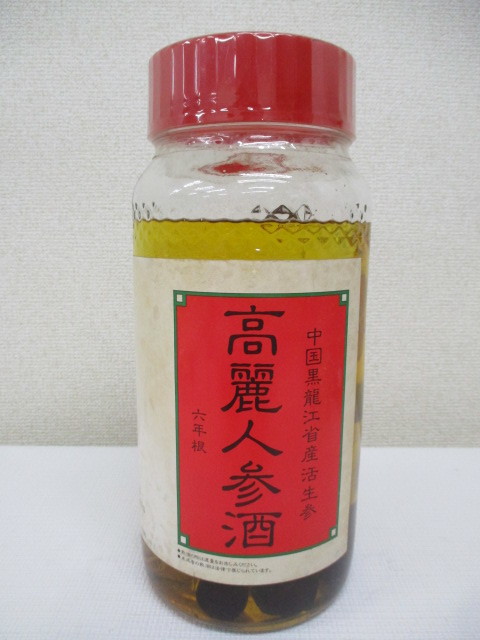 中国黒龍江省産活生参
高麗人参酒
六年根